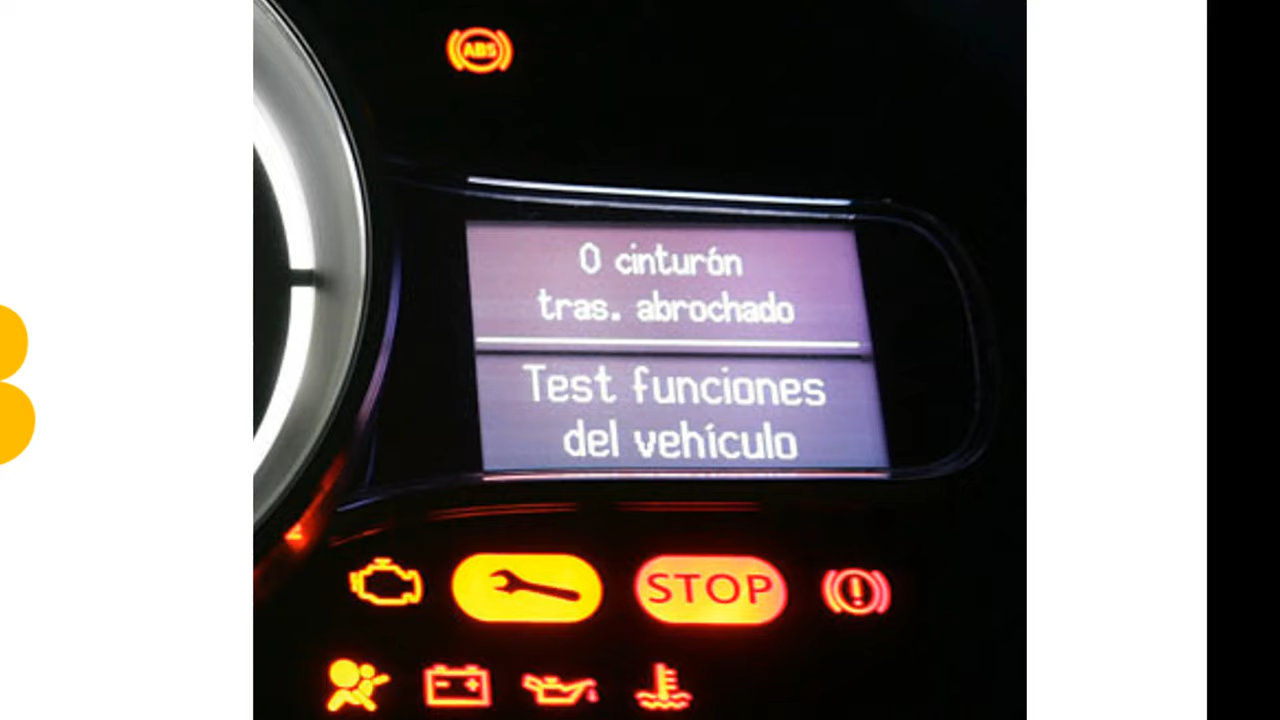 ABS
0 cinturón
tras. abrochado
Test funciones
del vehículo
STOP